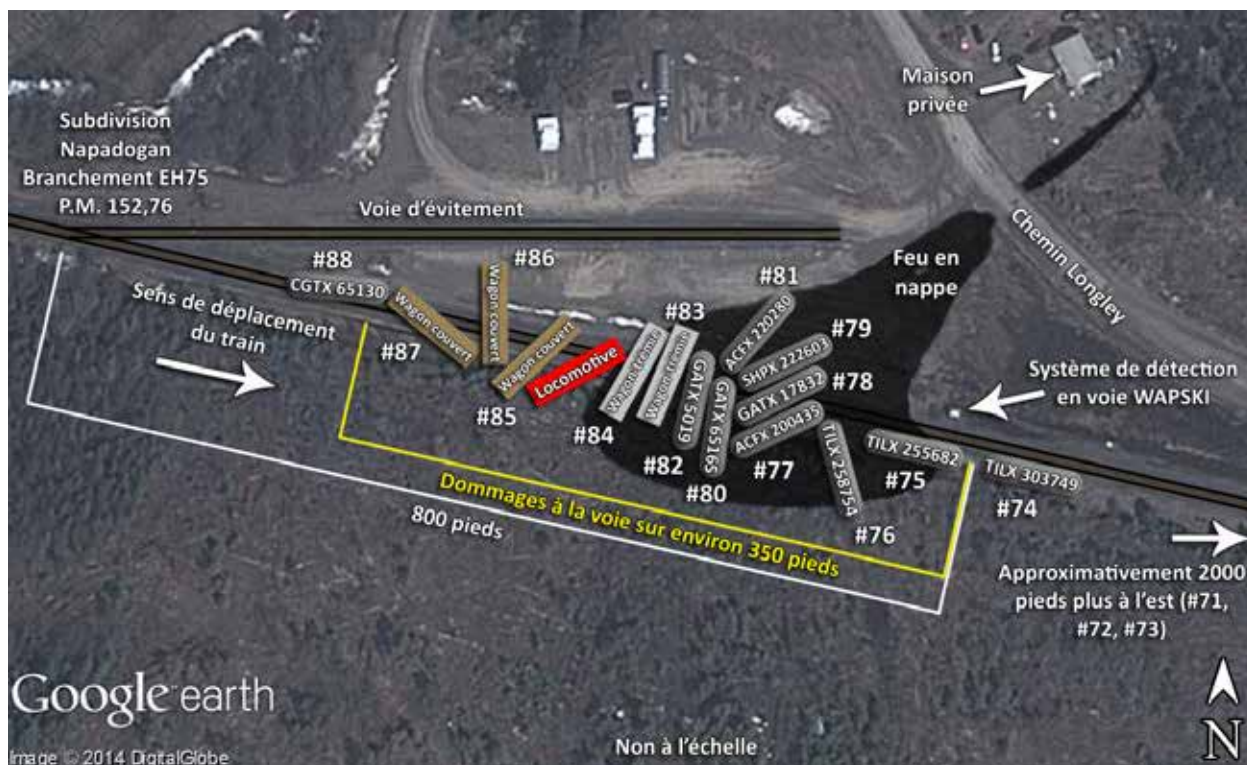 Subdivision
Napadogan
Branchement EH75
P.M. 152,76
Maison
privée
Voie d'évitement
Chemin Longley
Feu en
nappe
Sens de déplacement
du train
#88
CGTX 65130
#87
Wagon couvert
#86
Wagon couvert
#85
Wagon couvert
Locomotive
#84
Wagon-trémie
#83
Wagon-trémie
#82
GATX 5019
#81
ACFX 220280
#80
GATX 65165
#79
SHPX 222603
#78
GATX 17832
#77
ACFX 200435
#76
TILX 258754
#75
TILX 255682
#74
TILX 303749
Système de détection
en voie WAPSKI
Dommages à la voie sur environ 350 pieds
800 pieds
Approximativement 2000
pieds plus à l'est (#71,
#72, #73)
Google earth
Image © 2014 DigitalGlobe
Non à l'échelle
N